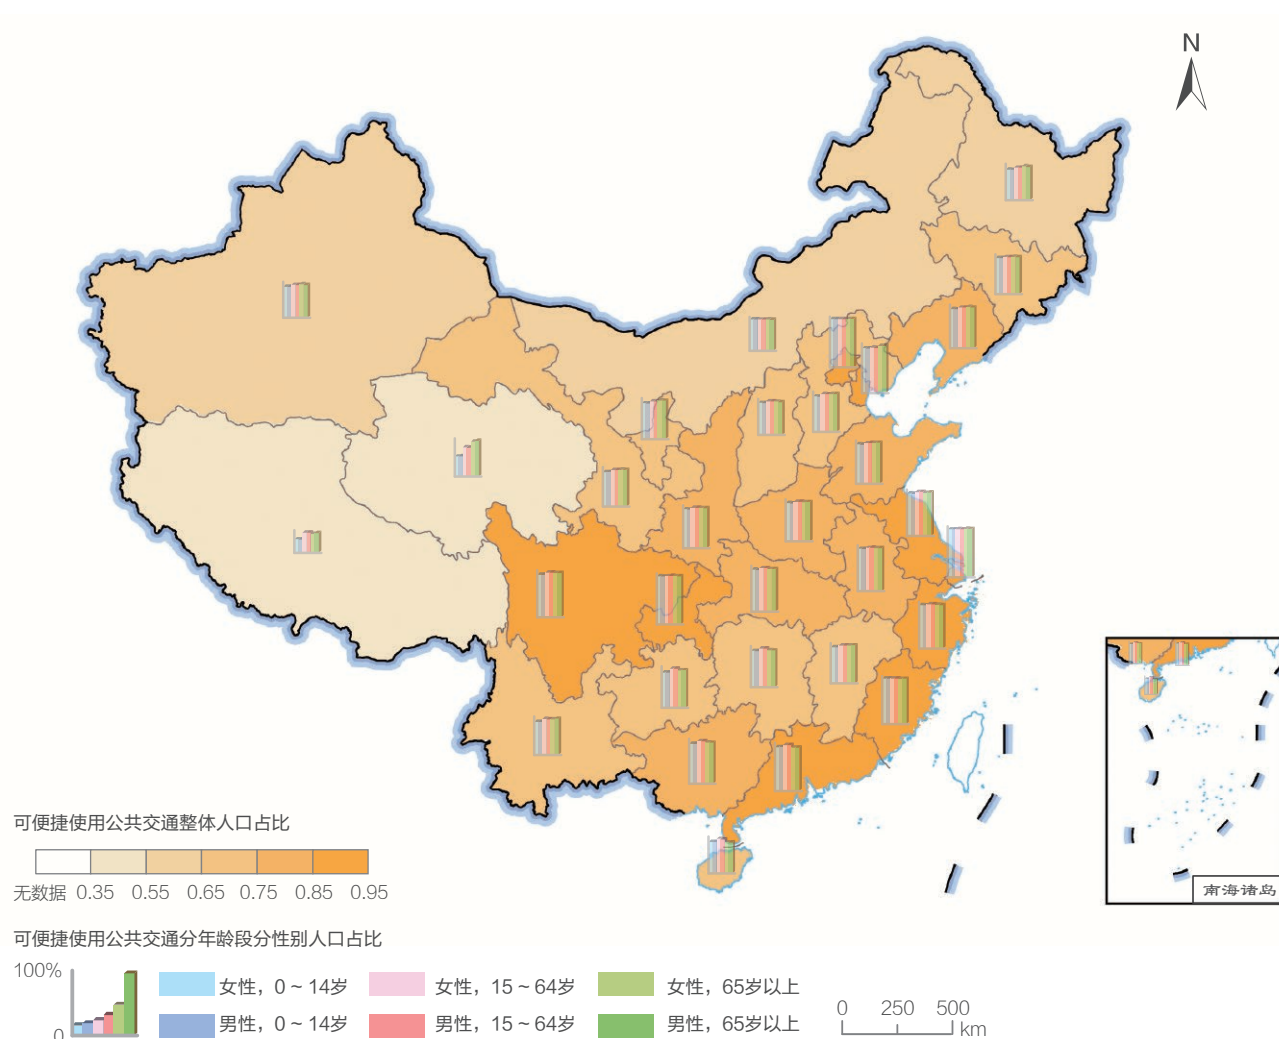 N
南海诸岛
可便捷使用公共交通整体人口占比
无数据 0.35 0.55 0.65 0.75 0.85 0.95
可便捷使用公共交通分年龄段分性别人口占比
100%
0
女性，0～14岁 女性，15～64岁 女性，65岁以上
男性，0～14岁 男性，15～64岁 男性，65岁以上
0 250 500
km